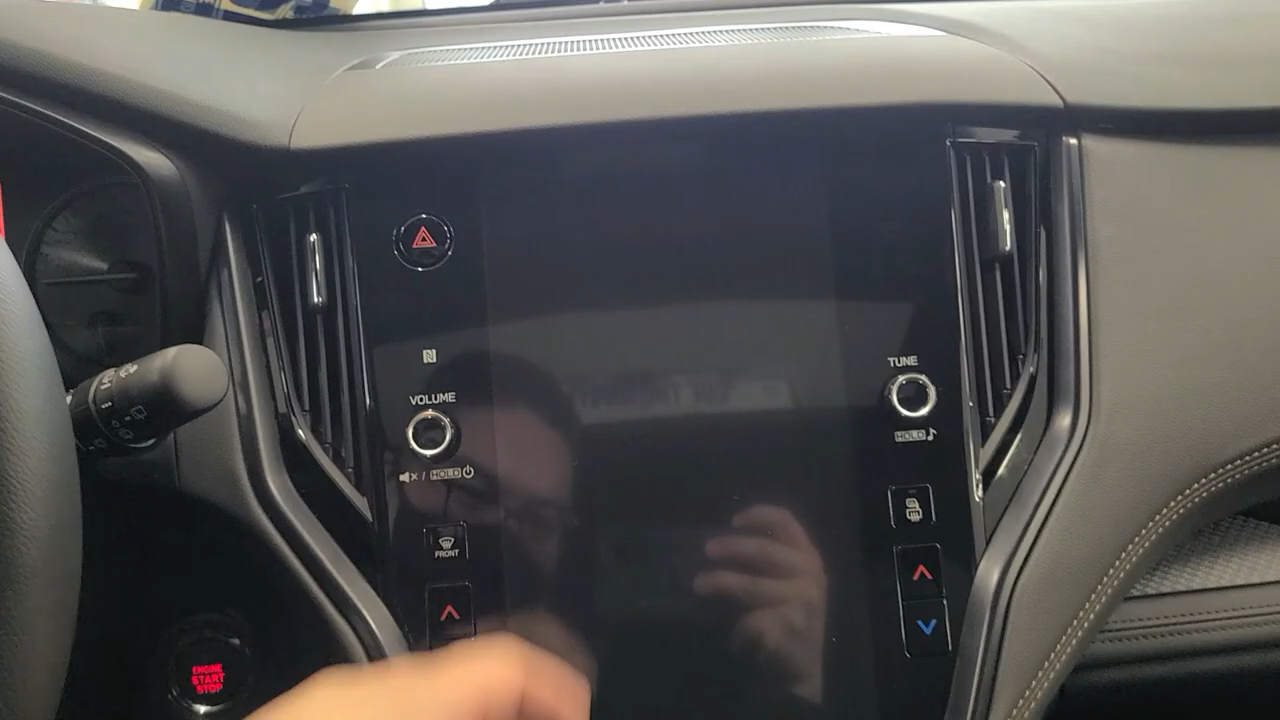 TUNE
VOLUME
HOLD
/ HOLD
FRONT
ENGINE
START
STOP